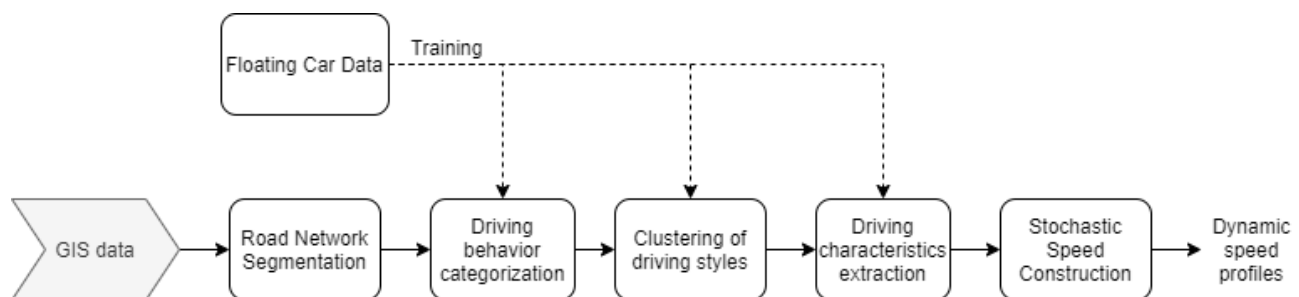 Floating Car Data
Training
GIS data
Road Network
Segmentation
Driving
behavior
categorization
Clustering of
driving styles
Driving
characteristics
extraction
Stochastic
Speed
Construction
Dynamic
speed
profiles